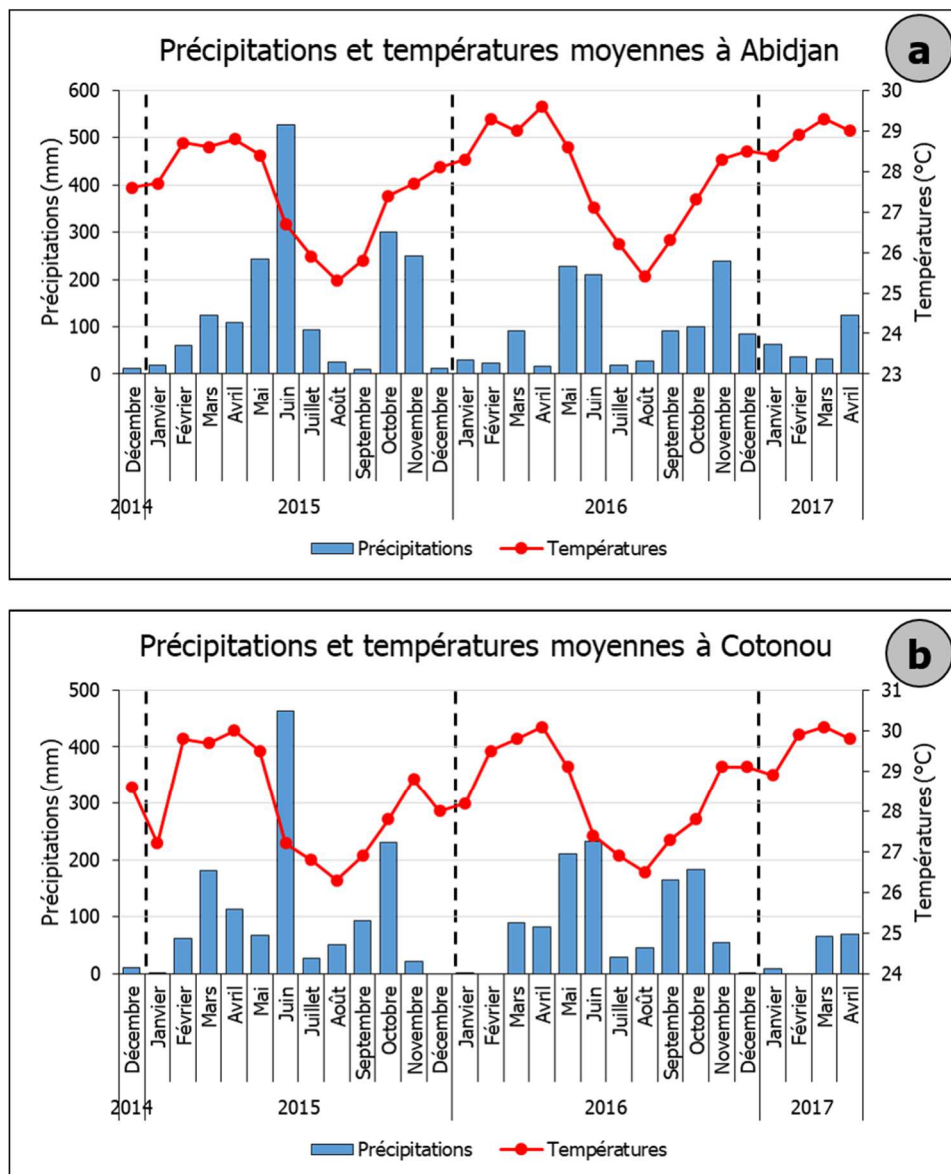 Précipitations et températures moyennes à Abidjan
a
Précipitations (mm)
600
500
400
300
200
100
0
30
29
28
27
26
25
24
23
Températures (°C)
Décembre
Janvier
Février
Mars
Avril
Mai
Juin
Juillet
Août
Septembre
Octobre
Novembre
Décembre
Janvier
Février
Mars
Avril
Mai
Juin
Juillet
Août
Septembre
Octobre
Novembre
Décembre
Janvier
Février
Mars
Avril
2014 2015 2016 2017
Précipitations Températures
Précipitations et températures moyennes à Cotonou
b
Précipitations (mm)
500
400
300
200
100
0
31
30
29
28
27
26
25
24
Températures (°C)
Décembre
Janvier
Février
Mars
Avril
Mai
Juin
Juillet
Août
Septembre
Octobre
Novembre
Décembre
Janvier
Février
Mars
Avril
Mai
Juin
Juillet
Août
Septembre
Octobre
Novembre
Décembre
Janvier
Février
Mars
Avril
2014 2015 2016 2017
Précipitations Températures